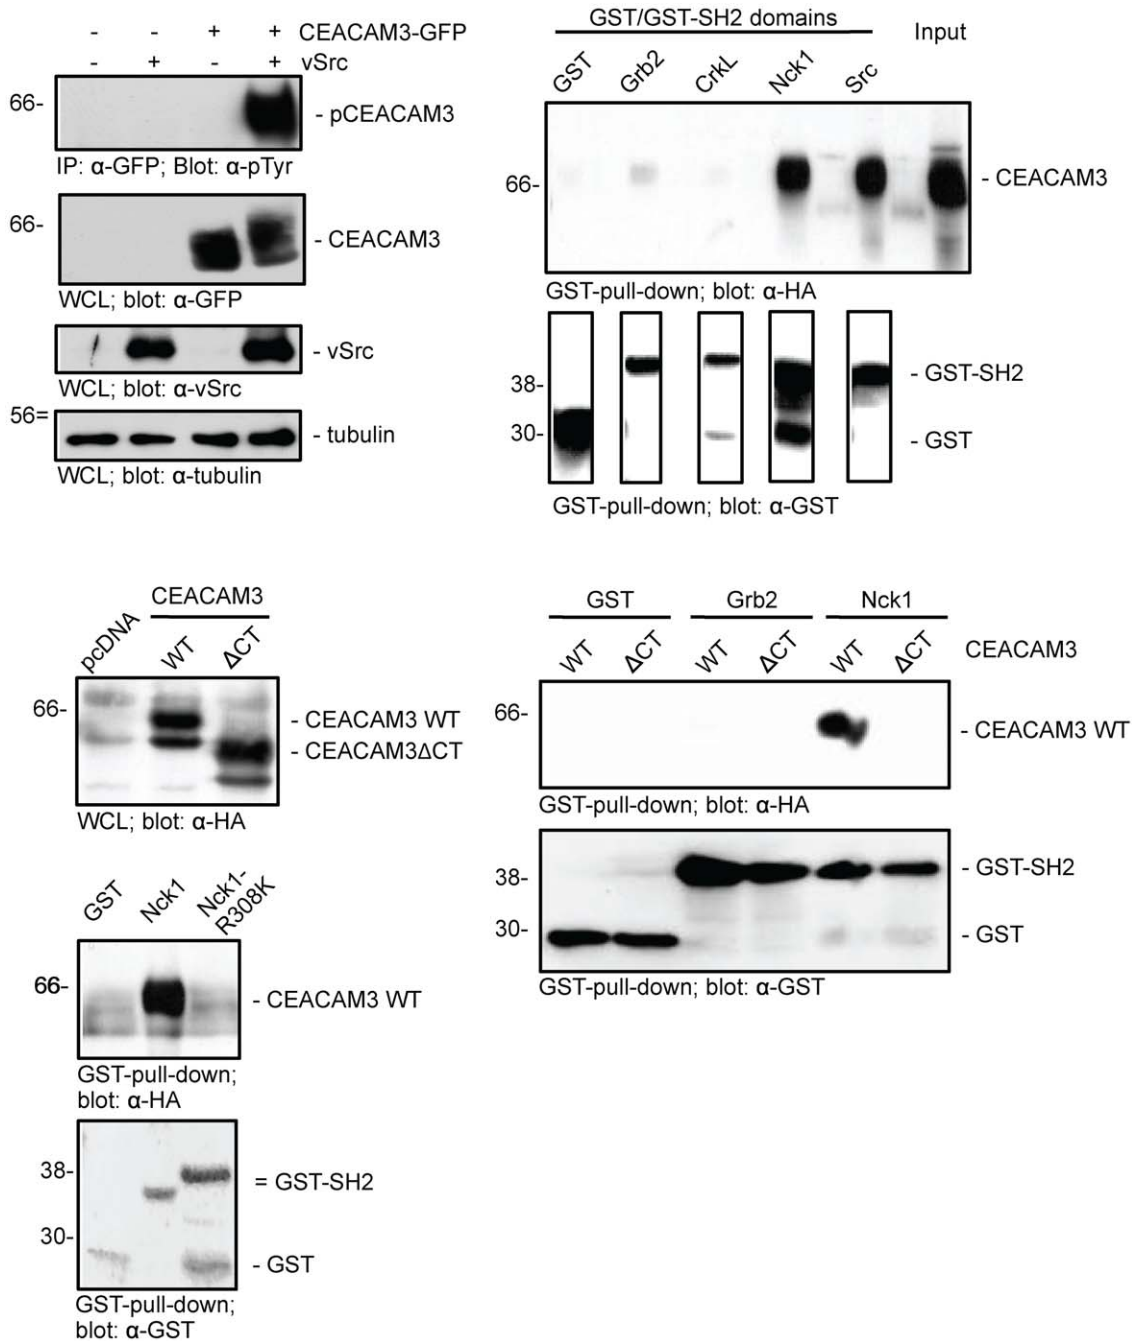 - - + + CEACAM3-GFP
- + - + vSrc
66-
- pCEACAM3
IP: α-GFP; Blot: α-pTyr
66-
- CEACAM3
WCL; blot: α-GFP
- vSrc
WCL; blot: α-vSrc
56=
- tubulin
WCL; blot: α-tubulin
GST/GST-SH2 domains
Input
GST Grb2 CrkL Nck1 Src
66-
- CEACAM3
GST-pull-down; blot: α-HA
- GST-SH2
38-
30-
- GST
GST-pull-down; blot: α-GST
CEACAM3
pcDNA WT ΔCT
66-
- CEACAM3 WT
- CEACAM3ΔCT
WCL; blot: α-HA
GST Grb2 Nck1
WT ΔCT WT ΔCT WT ΔCT CEACAM3
66-
- CEACAM3 WT
GST-pull-down; blot: α-HA
- GST-SH2
38-
30-
- GST
GST-pull-down; blot: α-GST
GST Nck1 Nck1-
R308K
66-
- CEACAM3 WT
GST-pull-down;
blot: α-HA
38-
= GST-SH2
30-
- GST
GST-pull-down;
blot: α-GST